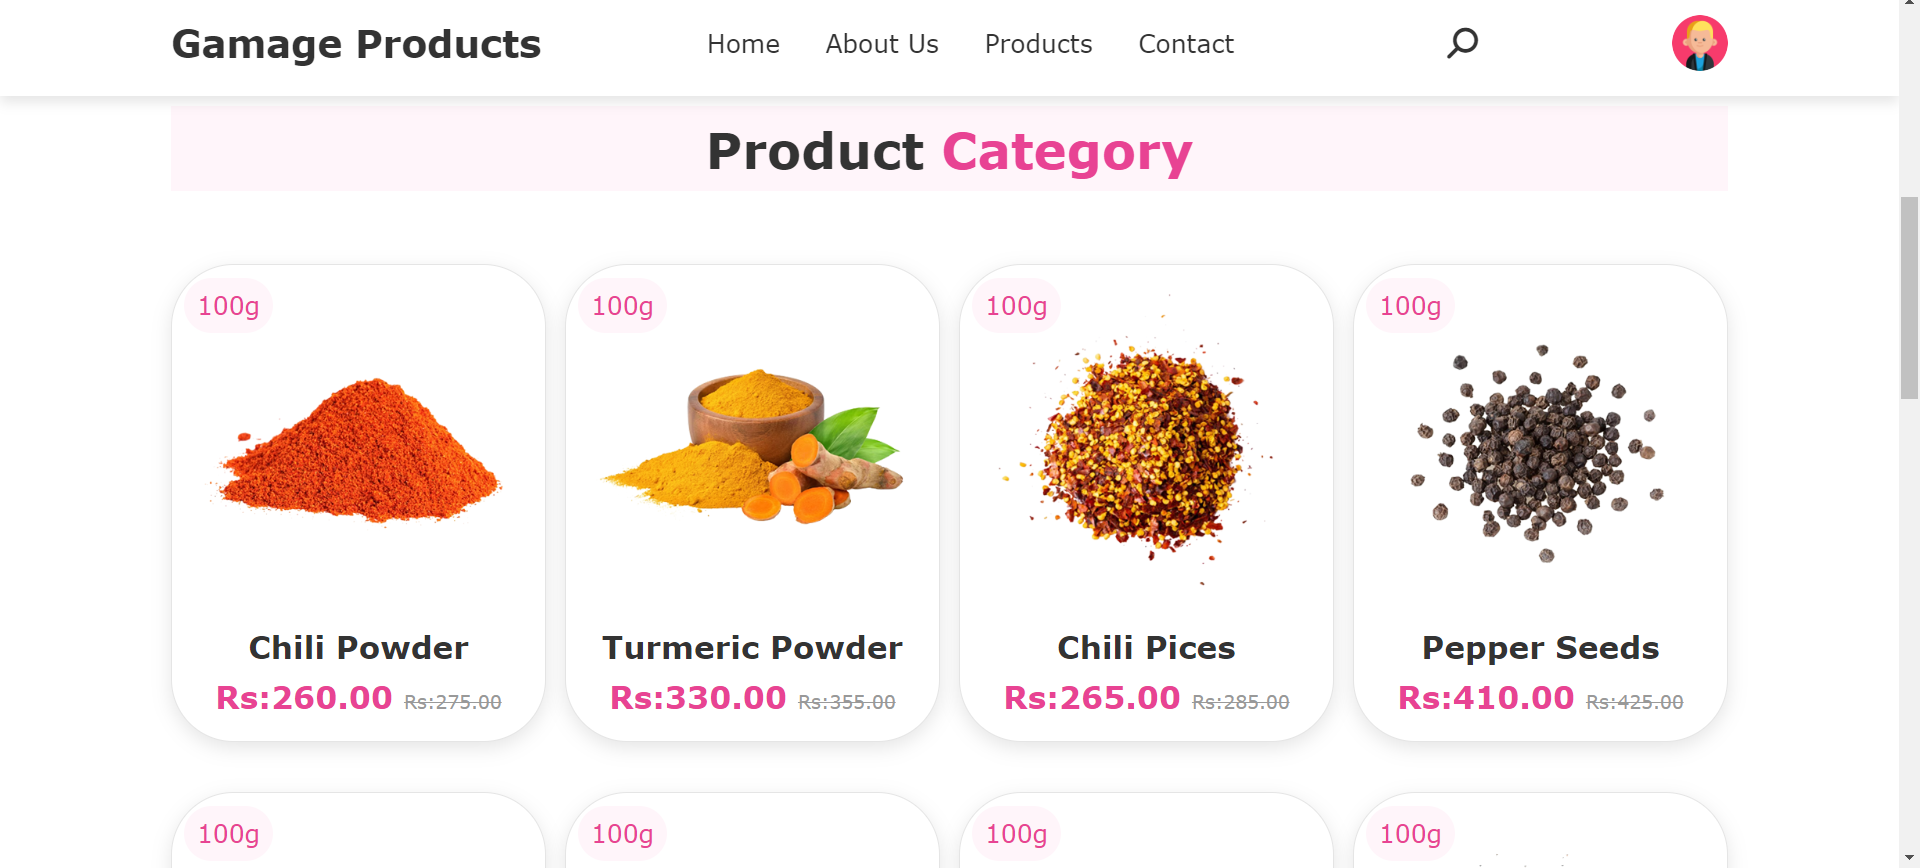 Gamage Products
Home About Us Products Contact
Product Category
100g 100g 100g 100g
Chili Powder Turmeric Powder Chili Pices Pepper Seeds
Rs:260.00 Rs:275.00 Rs:330.00 Rs:355.00 Rs:265.00 Rs:285.00 Rs:410.00 Rs:425.00
100g 100g 100g 100g